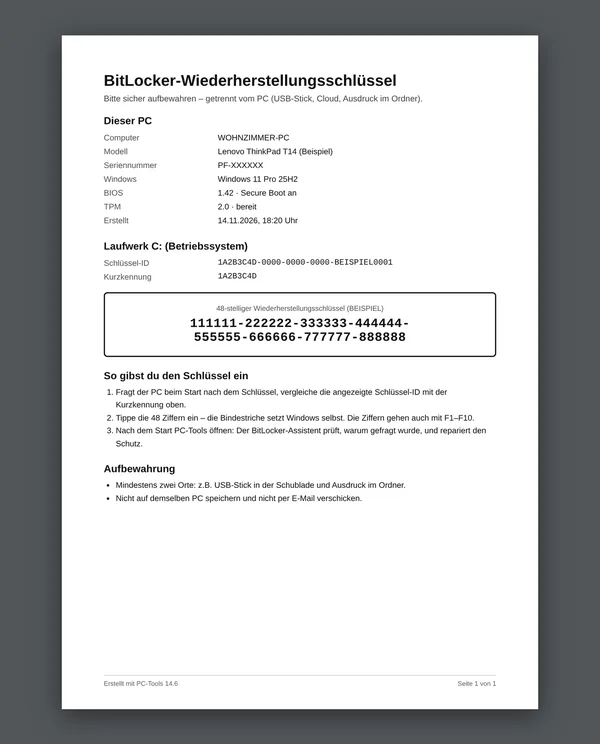 BitLocker-Wiederherstellungsschlüssel
Bitte sicher aufbewahren – getrennt vom PC (USB-Stick, Cloud, Ausdruck im Ordner).
Dieser PC
Computer WOHNZIMMER-PC
Modell Lenovo ThinkPad T14 (Beispiel)
Seriennummer PF-XXXXXX
Windows Windows 11 Pro 25H2
BIOS 1.42 · Secure Boot an
TPM 2.0 · bereit
Erstellt 14.11.2026, 18:20 Uhr
Laufwerk C: (Betriebssystem)
Schlüssel-ID 1A2B3C4D-0000-0000-0000-BEISPIEL0001
Kurzkennung 1A2B3C4D
48-stelliger Wiederherstellungsschlüssel (BEISPIEL)
111111-222222-333333-444444-
555555-666666-777777-888888
So gibst du den Schlüssel ein
1. Fragt der PC beim Start nach dem Schlüssel, vergleiche die angezeigte Schlüssel-ID mit der
Kurzkennung oben.
2. Tippe die 48 Ziffern ein – die Bindestriche setzt Windows selbst. Die Ziffern gehen auch mit F1–F10.
3. Nach dem Start PC-Tools öffnen: Der BitLocker-Assistent prüft, warum gefragt wurde, und repariert den
Schutz.
Aufbewahrung
• Mindestens zwei Orte: z.B. USB-Stick in der Schublade und Ausdruck im Ordner.
• Nicht auf demselben PC speichern und nicht per E-Mail verschicken.
Erstellt mit PC-Tools 14.6 Seite 1 von 1